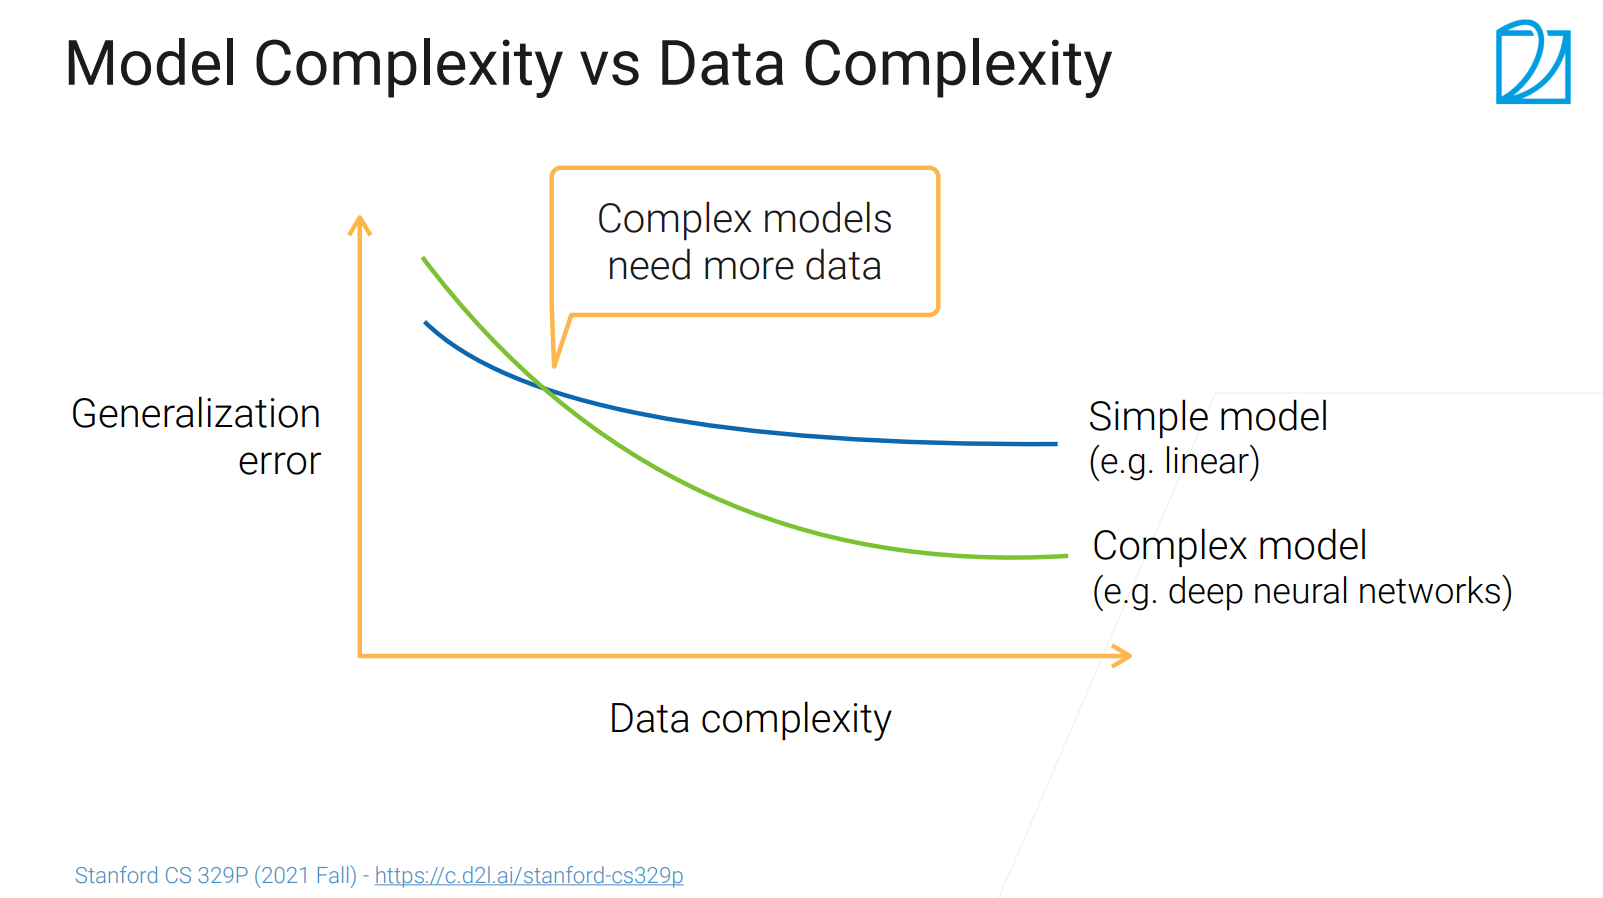 Model Complexity vs Data Complexity
Complex models
need more data
Generalization
error
Simple model
(e.g. linear)
Complex model
(e.g. deep neural networks)
Data complexity
Stanford CS 329P (2021 Fall) - https://c.d2l.ai/stanford-cs329p